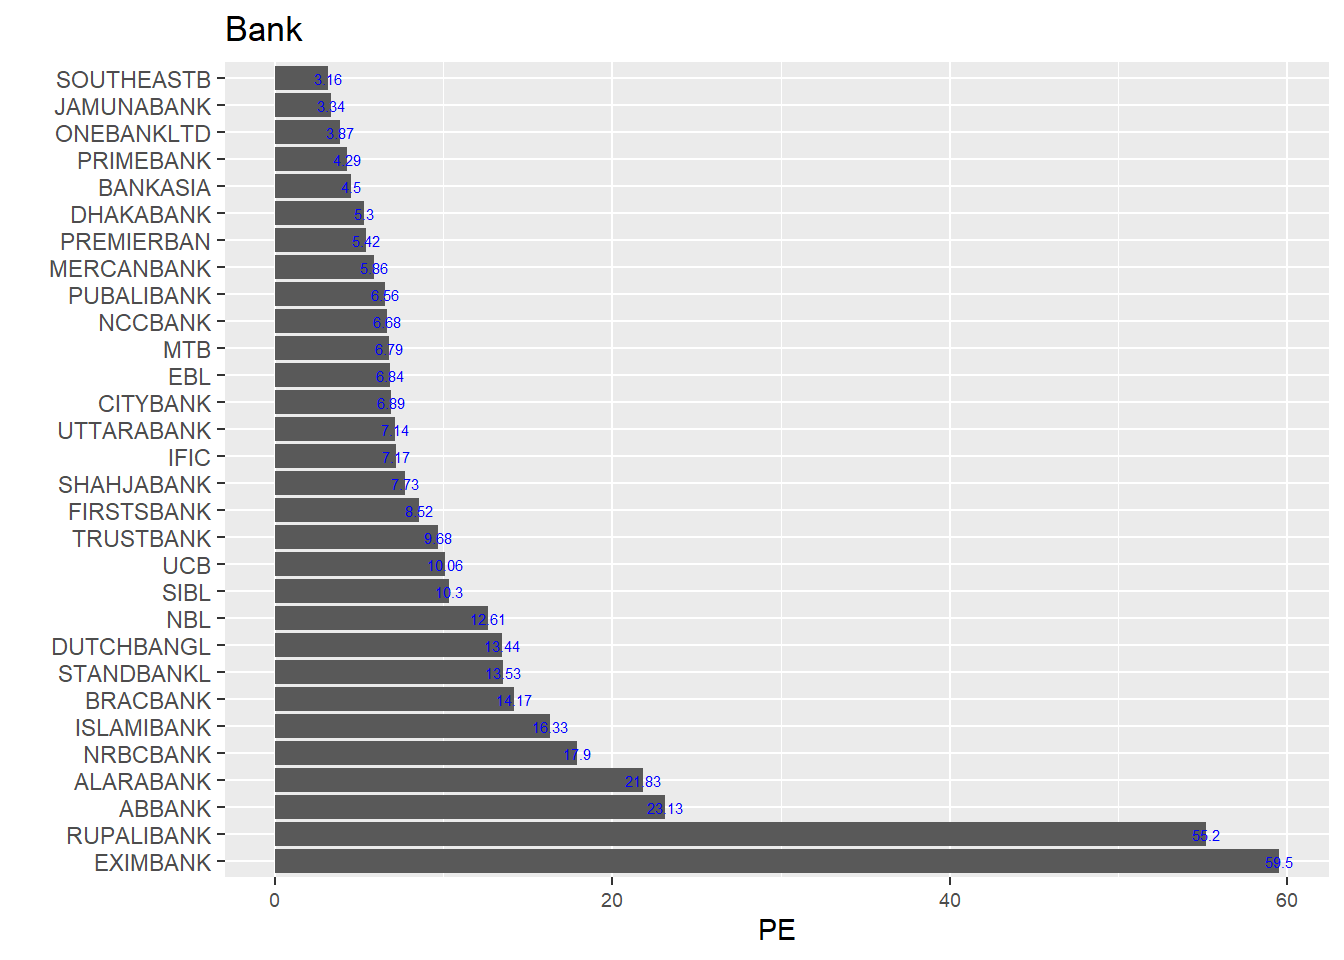 Bank
SOUTHEASTB 3.16
JAMUNABANK 3.34
ONEBANKLTD 3.87
PRIMEBANK 4.29
BANKASIA 4.5
DHAKABANK 5.3
PREMIERBAN 5.42
MERCANBANK 5.86
PUBALIBANK 6.56
NCCBANK 6.68
MTB 6.79
EBL 6.84
CITYBANK 6.89
UTTARABANK 7.14
IFIC 7.17
SHAHJABANK 7.73
FIRSTSBANK 8.52
TRUSTBANK 9.68
UCB 10.06
SIBL 10.3
NBL 12.61
DUTCHBANGL 13.44
STANDBANKL 13.53
BRACBANK 14.17
ISLAMIBANK 16.33
NRBCBANK 17.9
ALARABANK 21.83
ABBANK 23.13
RUPALIBANK 55.2
EXIMBANK 59.5
0 20 40 60
PE